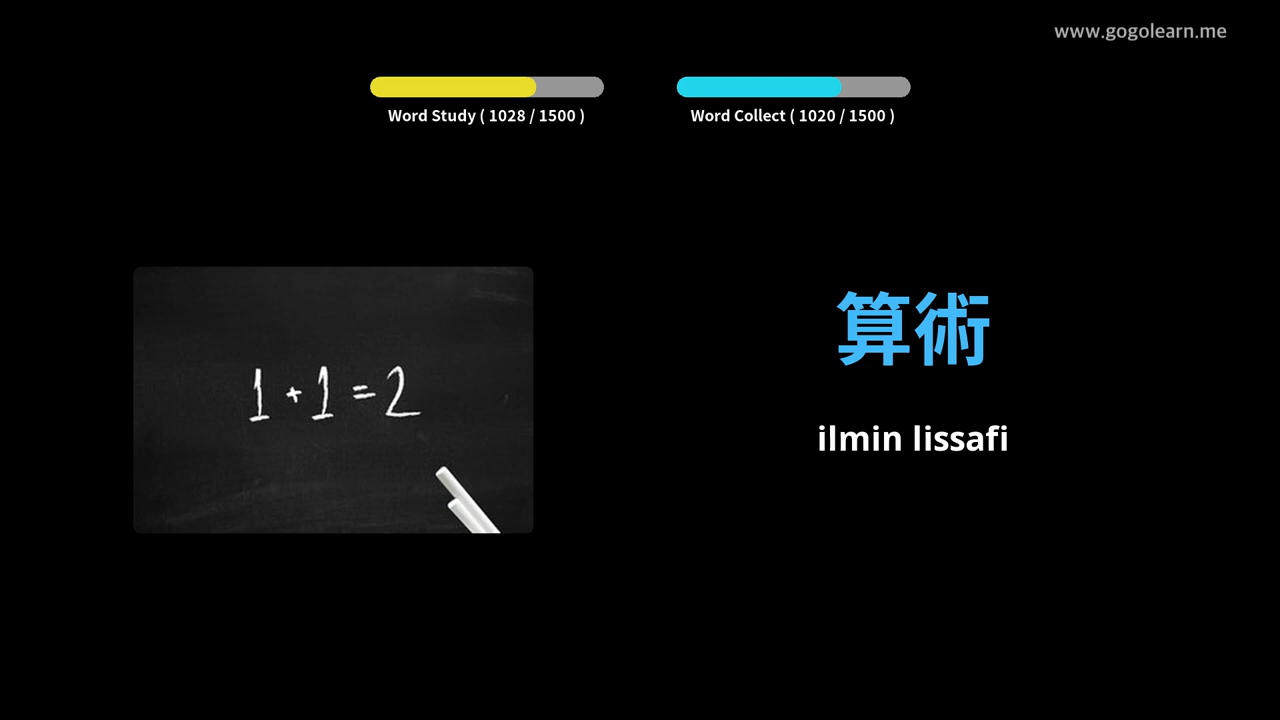 www.gogolearn.me
Word Study ( 1028 / 1500 )
Word Collect ( 1020 / 1500 )
1 + 1 = 2
算術
ilmin lissafi